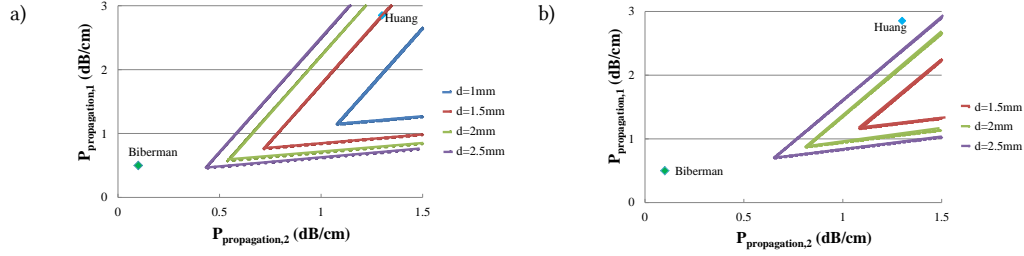 a)
P propagation,1 (dB/cm)
3
2
1
0
0 0.5 1 1.5
P propagation,2 (dB/cm)
Huang
Biberman
d=1mm
d=1.5mm
d=2mm
d=2.5mm
b)
P propagation,1 (dB/cm)
3
2
1
0
0 0.5 1 1.5
P propagation,2 (dB/cm)
Huang
Biberman
d=1.5mm
d=2mm
d=2.5mm